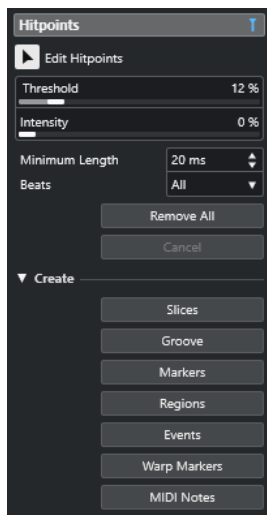 Hitpoints
Edit Hitpoints
Threshold 12 %
Intensity 0 %
Minimum Length 20 ms
Beats All
Remove All
Cancel
Create
Slices
Groove
Markers
Regions
Events
Warp Markers
MIDI Notes